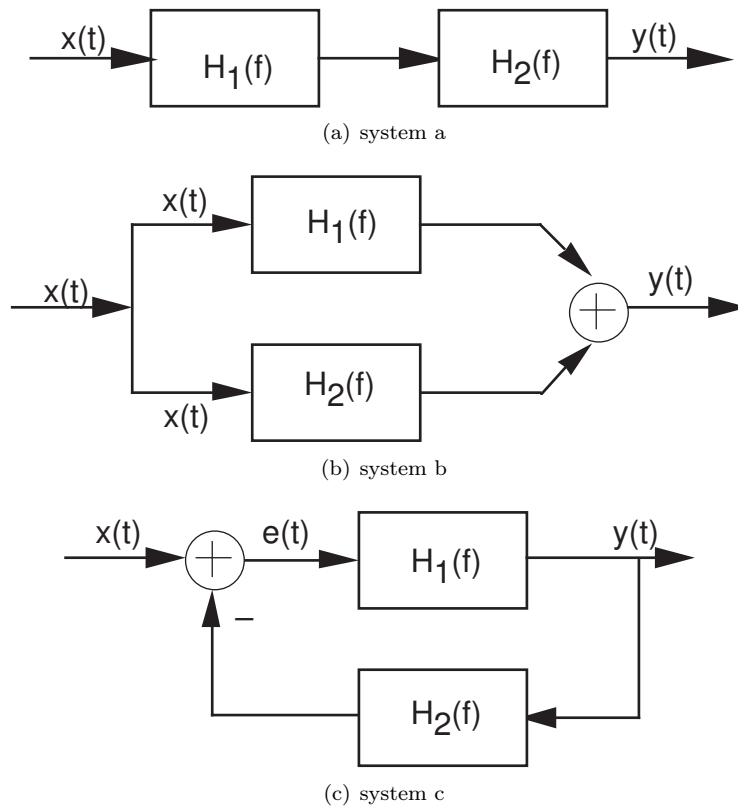 x(t) H1(f) H2(f) y(t)
(a) system a
x(t) H1(f)
x(t) + y(t)
x(t) H2(f)
(b) system b
x(t) + e(t) H1(f) y(t)
–
H2(f)
(c) system c